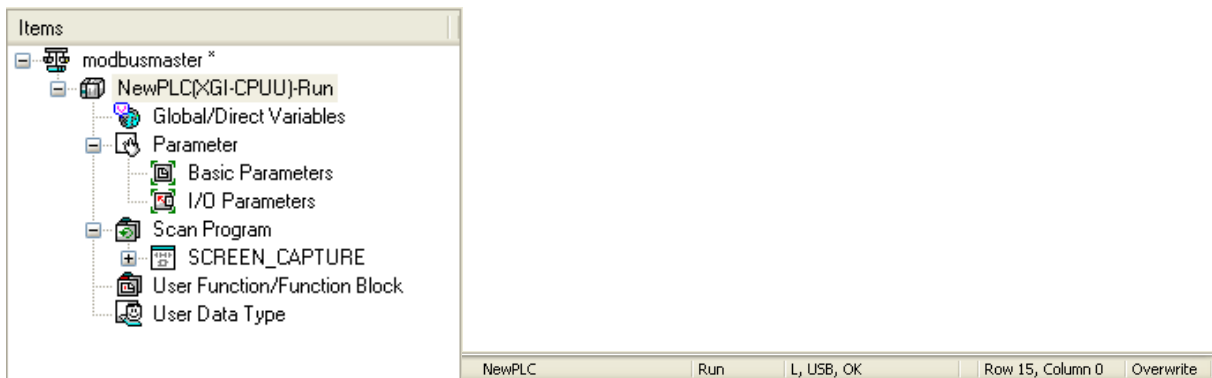 Items
modbusmaster *
NewPLC(XGI-CPUU)-Run
Global/Direct Variables
Parameter
Basic Parameters
I/O Parameters
Scan Program
SCREEN_CAPTURE
User Function/Function Block
User Data Type
NewPLC Run L, USB, OK Row 15, Column 0 Overwrite